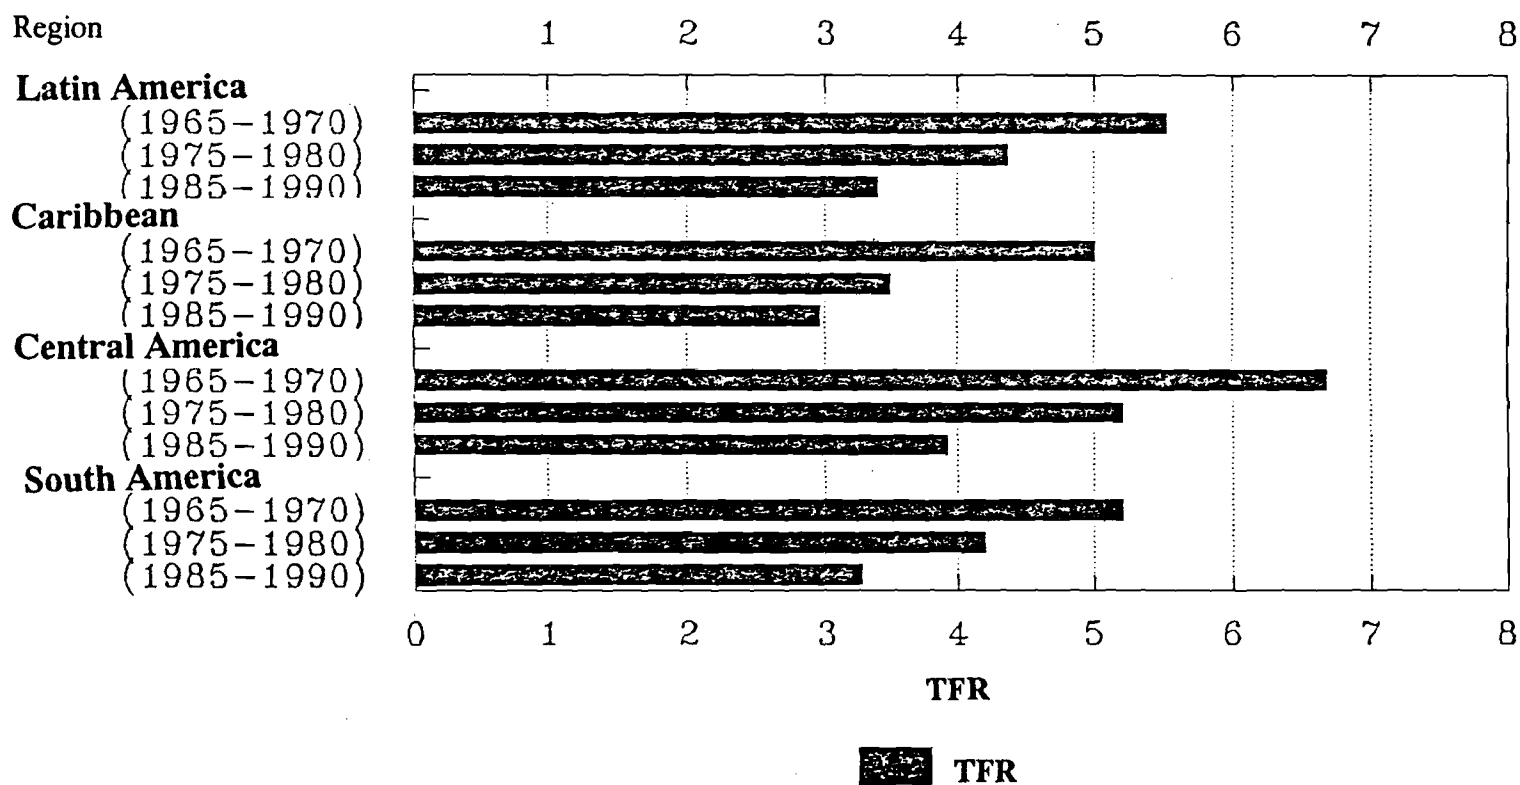 Region 1 2 3 4 5 6 7 8
Latin America
(1965-1970)
(1975-1980)
(1985-1990)
Caribbean
(1965-1970)
(1975-1980)
(1985-1990)
Central America
(1965-1970)
(1975-1980)
(1985-1990)
South America
(1965-1970)
(1975-1980)
(1985-1990)
0 1 2 3 4 5 6 7 8
TFR
TFR